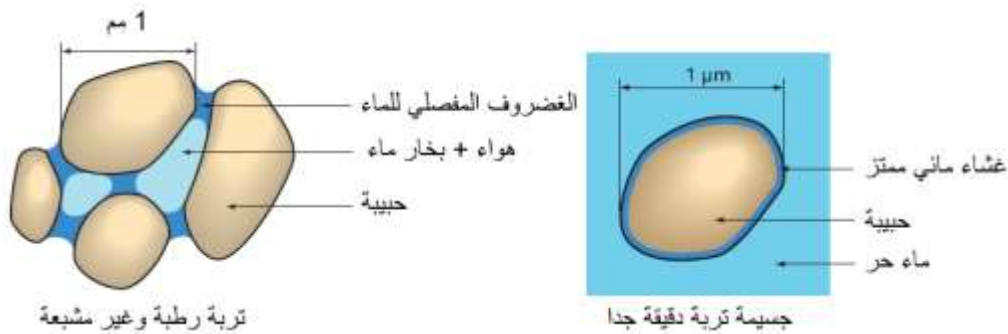 1 مم
الغضروف المفصلي للماء
هواء + بخار ماء
حبيبة
تربة رطبة وغير مشبعة
1 µm
غشاء مائي ممتز
حبيبة
ماء حر
جسيمة تربة دقيقة جدا